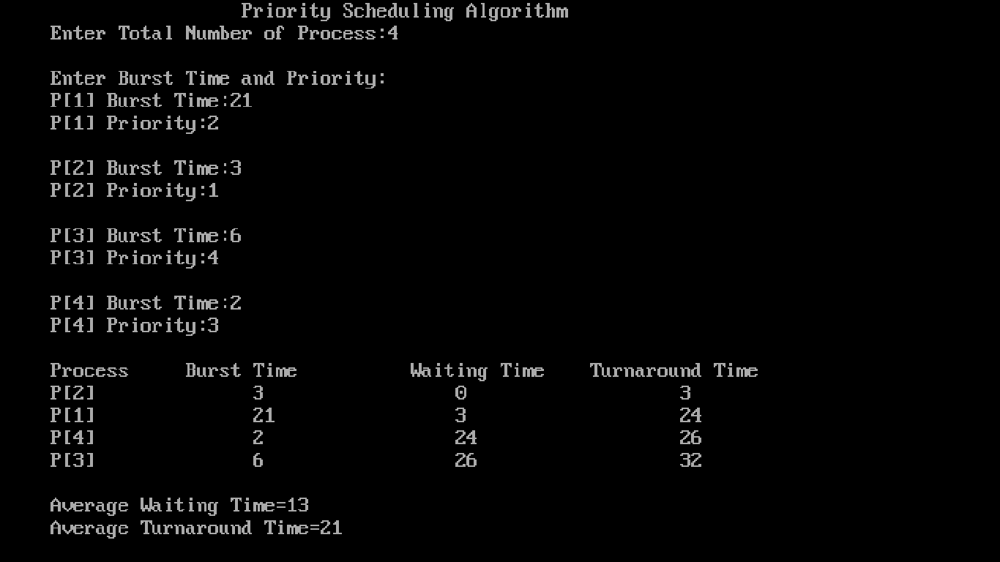 Priority Scheduling Algorithm
Enter Total Number of Process:4
Enter Burst Time and Priority:
P[1] Burst Time:21
P[1] Priority:2
P[2] Burst Time:3
P[2] Priority:1
P[3] Burst Time:6
P[3] Priority:4
P[4] Burst Time:2
P[4] Priority:3
Process Burst Time Waiting Time Turnaround Time
P[2] 3 0 3
P[1] 21 3 24
P[4] 2 24 26
P[3] 6 26 32
Average Waiting Time=13
Average Turnaround Time=21